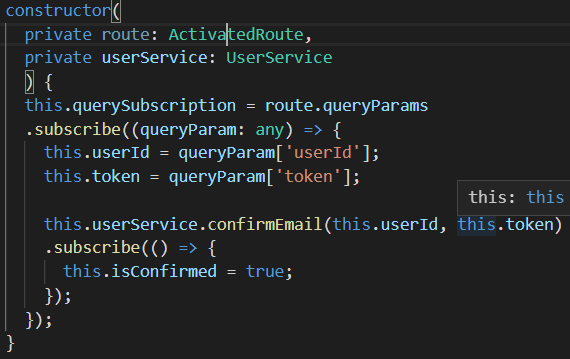 constructor(
private route: ActivatedRoute,
private userService: UserService
) {
this.querySubscription = route.queryParams
.subscribe((queryParam: any) => {
this.userId = queryParam['userId'];
this.token = queryParam['token'];
this: this
this.userService.confirmEmail(this.userId, this.token)
.subscribe(() => {
this.isConfirmed = true;
});
});
}